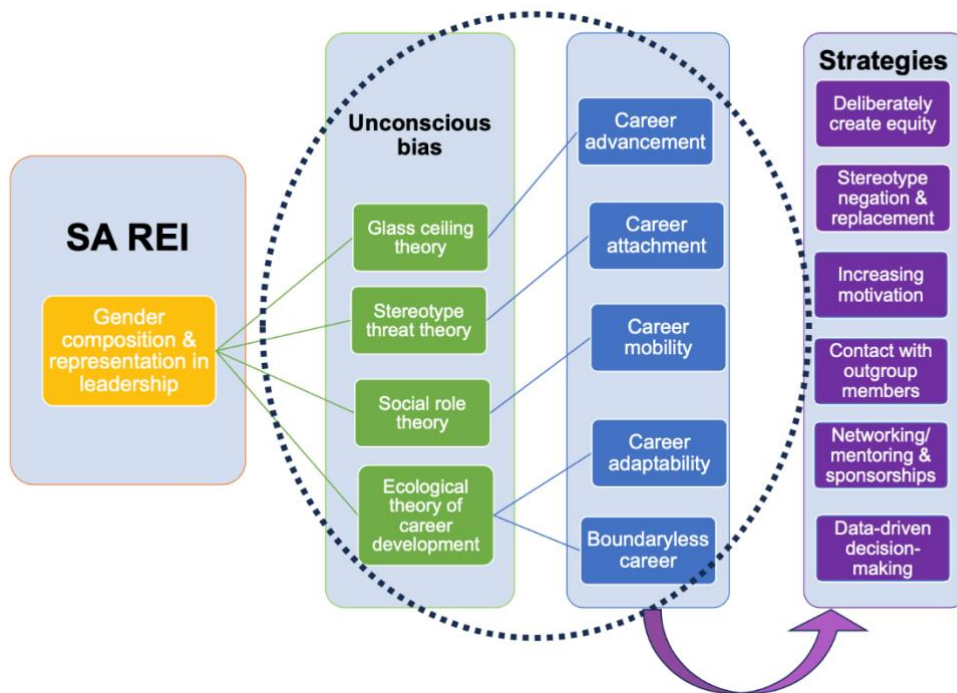 SA REI
Gender
composition &
representation in
leadership
Unconscious
bias
Glass ceiling
theory
Stereotype
threat theory
Social role
theory
Ecological
theory of
career
development
Career
advancement
Career
attachment
Career
mobility
Career
adaptability
Boundaryless
career
Strategies
Deliberately
create equity
Stereotype
negation &
replacement
Increasing
motivation
Contact with
outgroup
members
Networking/
mentoring &
sponsorships
Data-driven
decision-
making